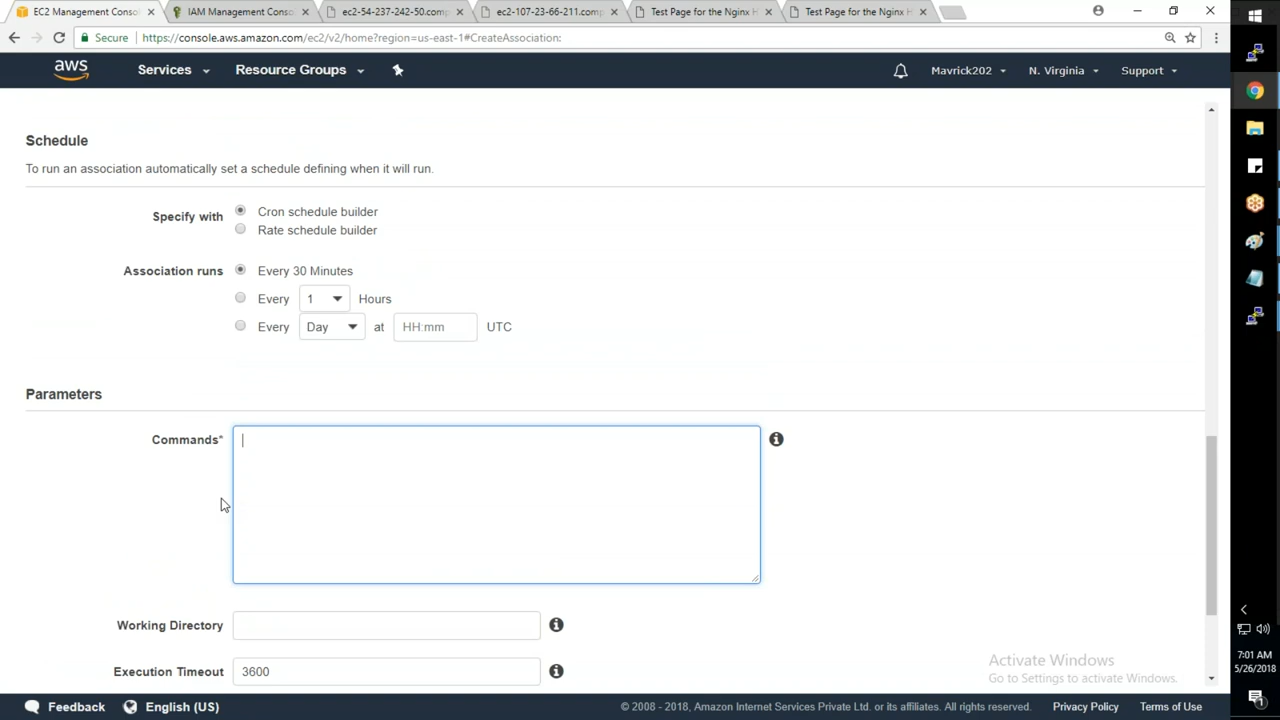 EC2 Management Conso
IAM Management Conso
ec2-54-237-242-50.comp
ec2-107-23-66-211.comp
Test Page for the Nginx H
Test Page for the Nginx H
Secure
https://console.aws.amazon.com/ec2/v2/home?region=us-east-1#CreateAssociation:
aws
Services
Resource Groups
Mavrick202
N. Virginia
Support
Schedule
To run an association automatically set a schedule defining when it will run.
Specify with
Cron schedule builder
Rate schedule builder
Association runs
Every 30 Minutes
Every 1 Hours
Every Day at HH:mm UTC
Parameters
Commands*
Working Directory
Execution Timeout 3600
Activate Windows
Go to Settings to activate Windows.
7:01 AM
5/26/2018
Feedback
English (US)
© 2008 - 2018, Amazon Internet Services Private Ltd. or its affiliates. All rights reserved.
Privacy Policy
Terms of Use
1